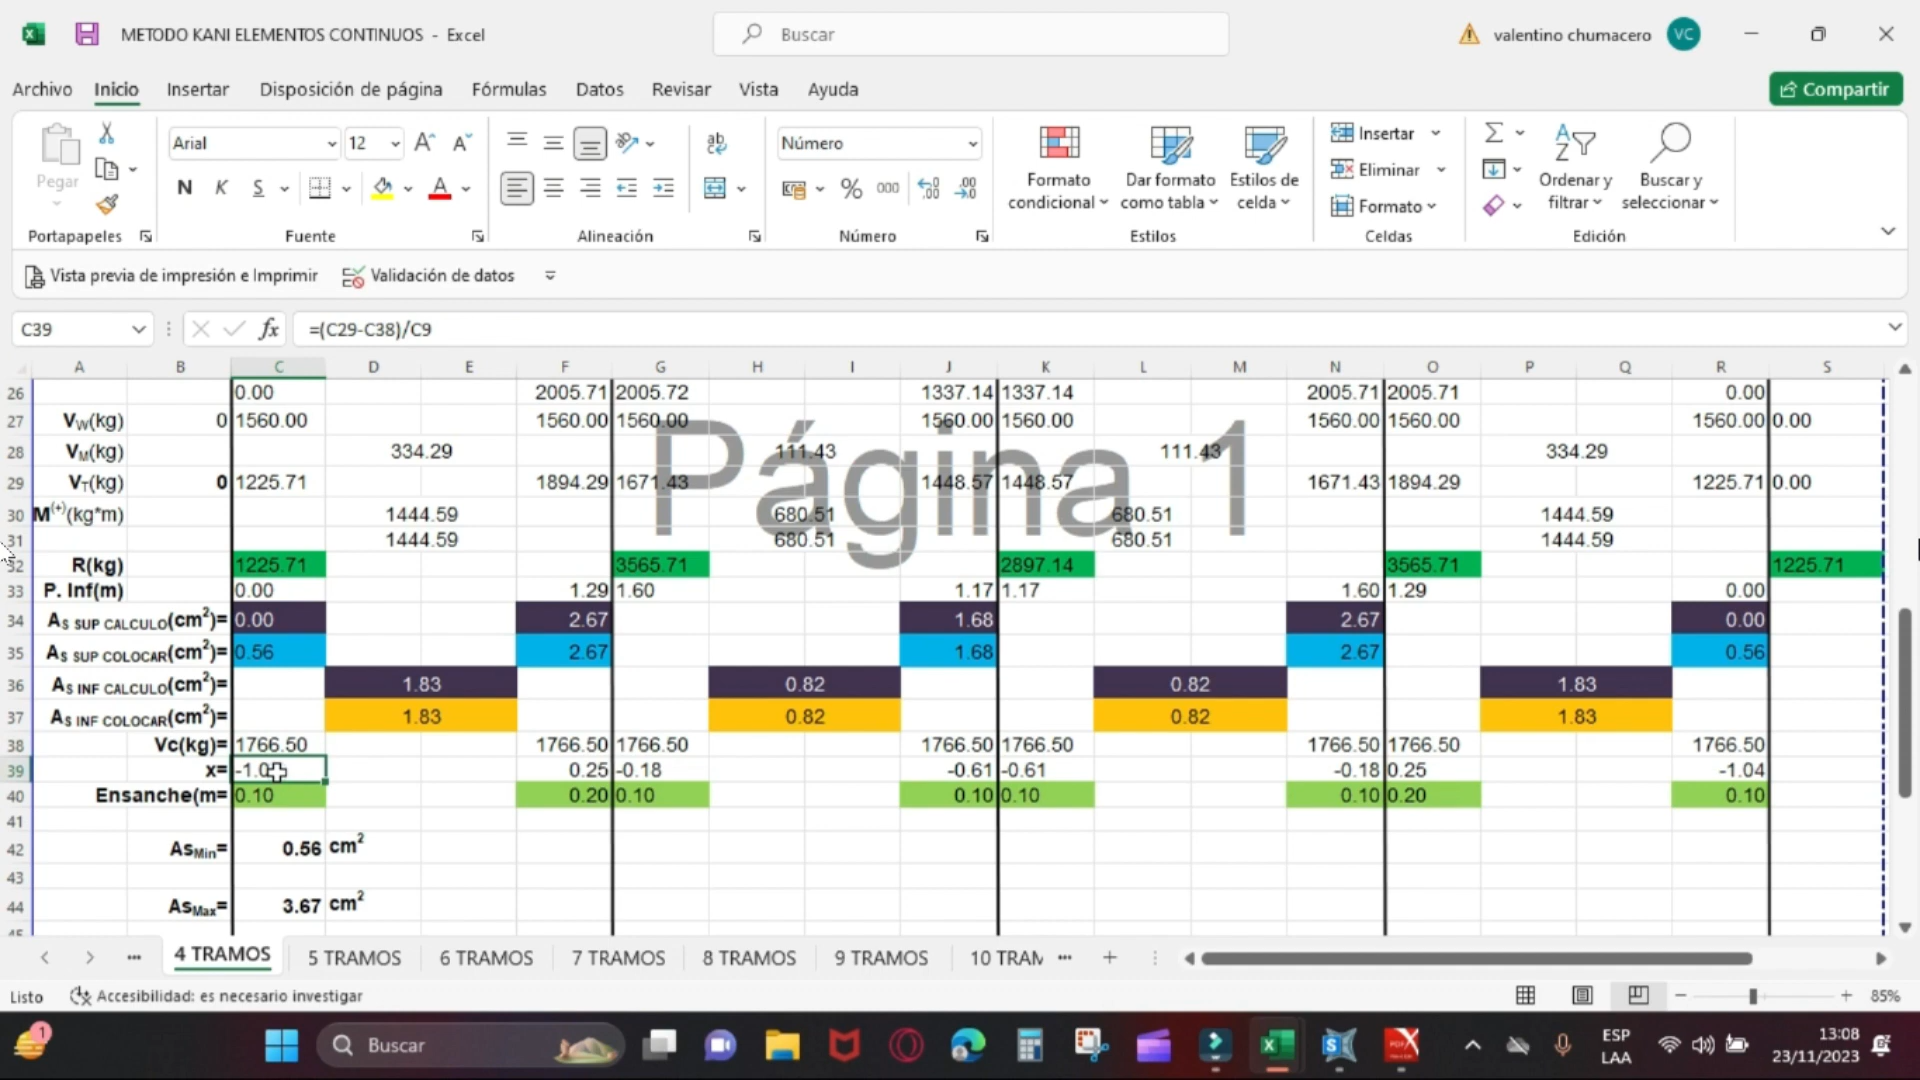 METODO KANI ELEMENTOS CONTINUOS - Excel
Buscar
valentino chumacero
VC
Archivo Inicio Insertar Disposición de página Fórmulas Datos Revisar Vista Ayuda
Compartir
Pegar
Portapapeles
Arial
12
N K S
Fuente
Alineación
Número
% 000
Número
Formato condicional
Dar formato como tabla
Estilos de celda
Estilos
Insertar
Eliminar
Formato
Celdas
Ordenar y filtrar
Buscar y seleccionar
Edición
Vista previa de impresión e Imprimir Validación de datos
C39 fx =(C29-C38)/C9
A B C D E F G H I J K L M N O P Q R S
Página 1
26 0.00 2005.71 2005.72 1337.14 1337.14 2005.71 2005.71 0.00
27 VW(kg) 0 1560.00 1560.00 1560.00 1560.00 1560.00 1560.00 1560.00 1560.00 0.00
28 VM(kg) 334.29 111.43 111.43 334.29
29 VT(kg) 0 1225.71 1894.29 1671.43 1448.57 1448.57 1671.43 1894.29 1225.71 0.00
30 M(+)(kg*m) 1444.59 680.51 680.51 1444.59
31 1444.59 680.51 680.51 1444.59
32 R(kg) 1225.71 3565.71 2897.14 3565.71 1225.71
33 P. Inf(m) 0.00 1.29 1.60 1.17 1.17 1.60 1.29 0.00
34 AS SUP CALCULO(cm2)= 0.00 2.67 1.68 2.67 0.00
35 AS SUP COLOCAR(cm2)= 0.56 2.67 1.68 2.67 0.56
36 AS INF CALCULO(cm2)= 1.83 0.82 0.82 1.83
37 AS INF COLOCAR(cm2)= 1.83 0.82 0.82 1.83
38 Vc(kg)= 1766.50 1766.50 1766.50 1766.50 1766.50 1766.50 1766.50 1766.50
39 x= -1.0 0.25 -0.18 -0.61 -0.61 -0.18 0.25 -1.04
40 Ensanche(m= 0.10 0.20 0.10 0.10 0.10 0.10 0.20 0.10
41
42 AsMin= 0.56 cm2
43
44 AsMax= 3.67 cm2
45
4 TRAMOS 5 TRAMOS 6 TRAMOS 7 TRAMOS 8 TRAMOS 9 TRAMOS 10 TRAM
Listo Accesibilidad: es necesario investigar
85%
1
Buscar
ESP
LAA
13:08
23/11/2023